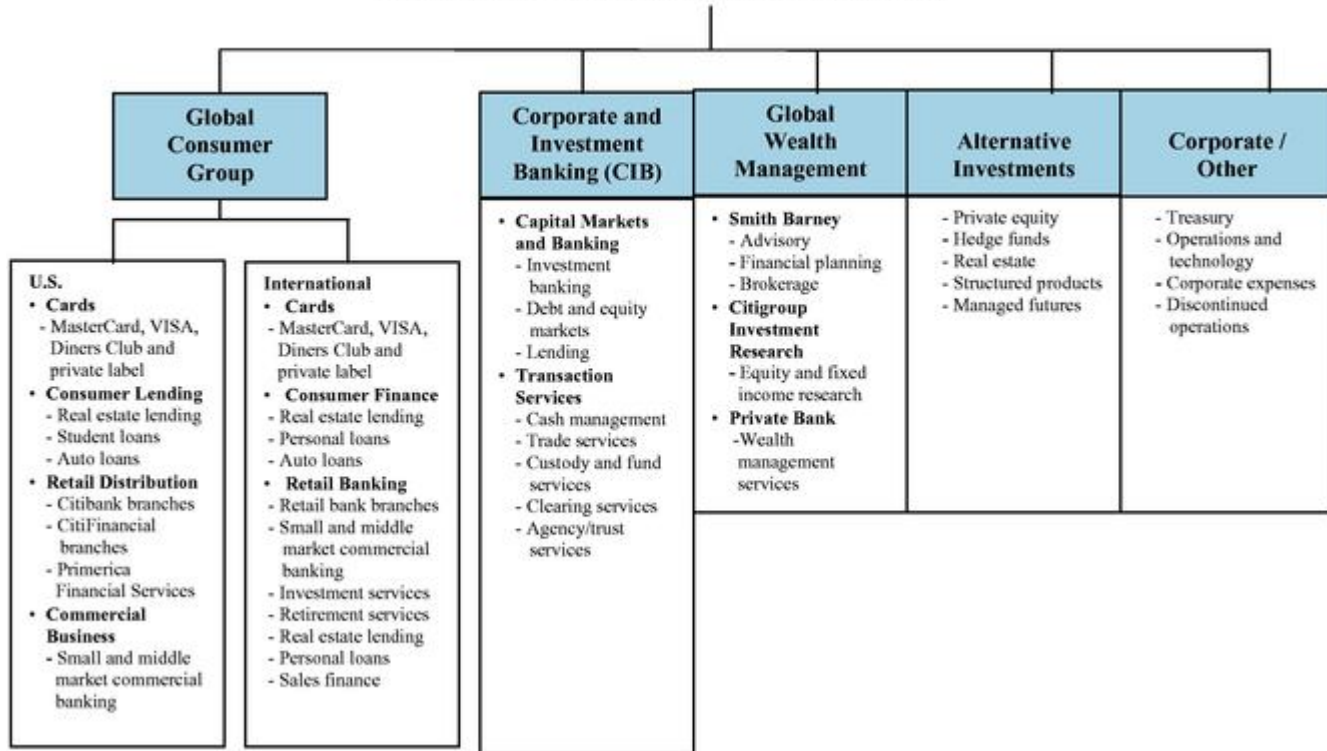 Global
Consumer
Group
U.S.
• Cards
- MasterCard, VISA,
Diners Club and
private label
• Consumer Lending
- Real estate lending
- Student loans
- Auto loans
• Retail Distribution
- Citibank branches
- CitiFinancial
branches
- Primerica
Financial Services
• Commercial
Business
- Small and middle
market commercial
banking
International
• Cards
- MasterCard, VISA,
Diners Club and
private label
• Consumer Finance
- Real estate lending
- Personal loans
- Auto loans
• Retail Banking
- Retail bank branches
- Small and middle
market commercial
banking
- Investment services
- Retirement services
- Real estate lending
- Personal loans
- Sales finance
Corporate and
Investment
Banking (CIB)
• Capital Markets
and Banking
- Investment
banking
- Debt and equity
markets
- Lending
• Transaction
Services
- Cash management
- Trade services
- Custody and fund
services
- Clearing services
- Agency/trust
services
Global
Wealth
Management
• Smith Barney
- Advisory
- Financial planning
- Brokerage
• Citigroup
Investment
Research
- Equity and fixed
income research
• Private Bank
-Wealth
management
services
Alternative
Investments
- Private equity
- Hedge funds
- Real estate
- Structured products
- Managed futures
Corporate /
Other
- Treasury
- Operations and
technology
- Corporate expenses
- Discontinued
operations